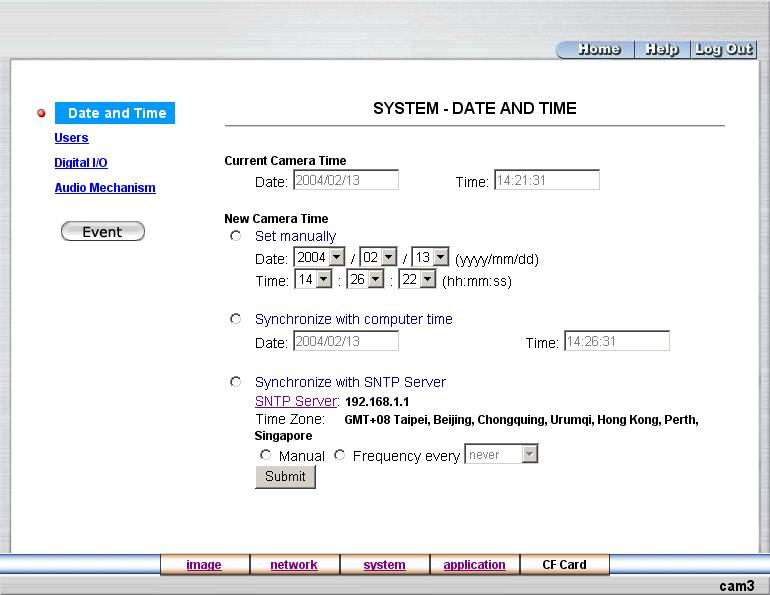 Home Help Log Out
Date and Time
Users
Digital I/O
Audio Mechanism
Event
SYSTEM - DATE AND TIME
Current Camera Time
Date: 2004/02/13 Time: 14:21:31
New Camera Time
Set manually
Date: 2004 / 02 / 13 (yyyy/mm/dd)
Time: 14 : 26 : 22 (hh:mm:ss)
Synchronize with computer time
Date: 2004/02/13 Time: 14:26:31
Synchronize with SNTP Server
SNTP Server: 192.168.1.1
Time Zone: GMT+08 Taipei, Beijing, Chongquing, Urumqi, Hong Kong, Perth,
Singapore
Manual Frequency every never
Submit
image network system application CF Card
cam3